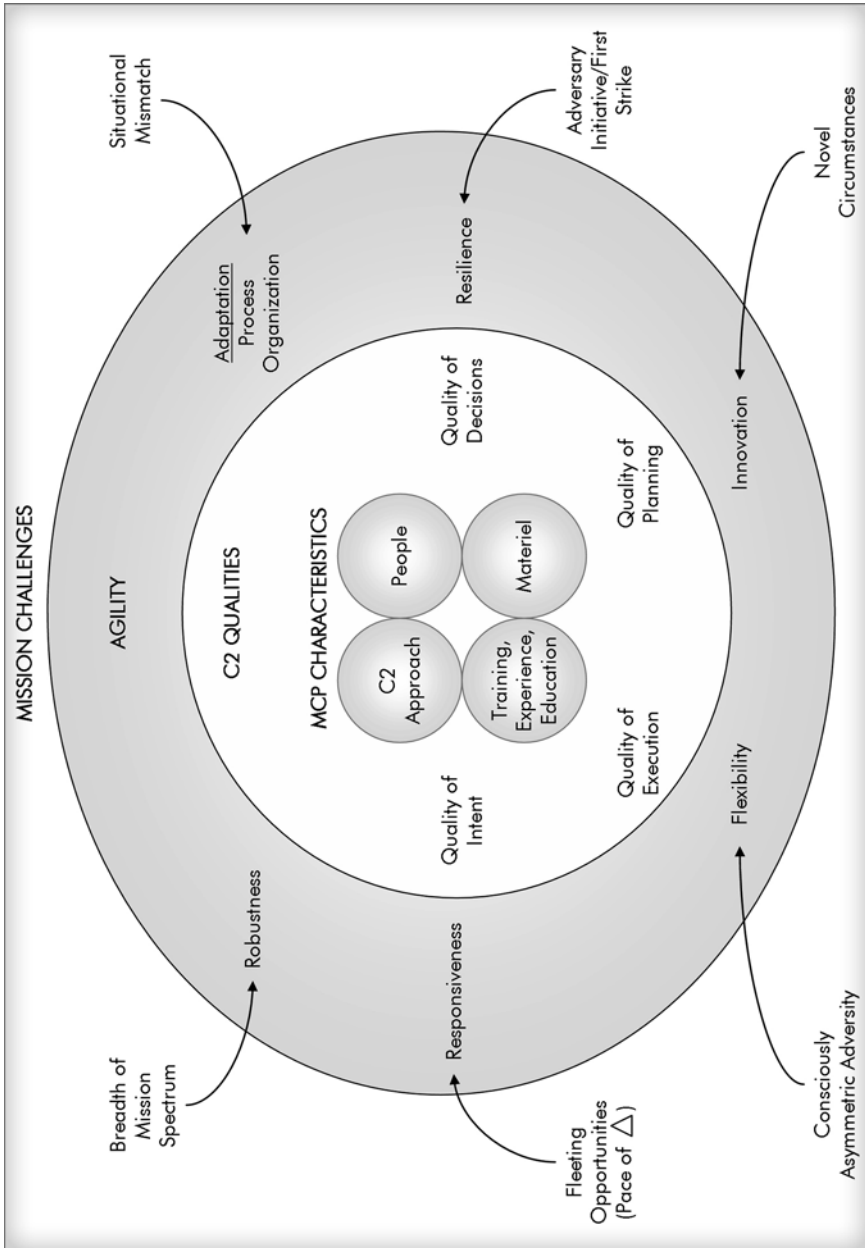 MISSION CHALLENGES
Breadth of
Mission
Spectrum
Situational
Mismatch
AGILITY
Robustness
Adaptation
Process
Organization
C2 QUALITIES
MCP CHARACTERISTICS
C2
Approach
People
Training,
Experience,
Education
Materiel
Fleeting
Opportunities
(Pace of △)
Responsiveness
Quality of
Intent
Quality of
Decisions
Resilience
Adversary
Initiative/First
Strike
Quality of
Execution
Quality of
Planning
Flexibility
Innovation
Consciously
Asymmetric Adversity
Novel
Circumstances